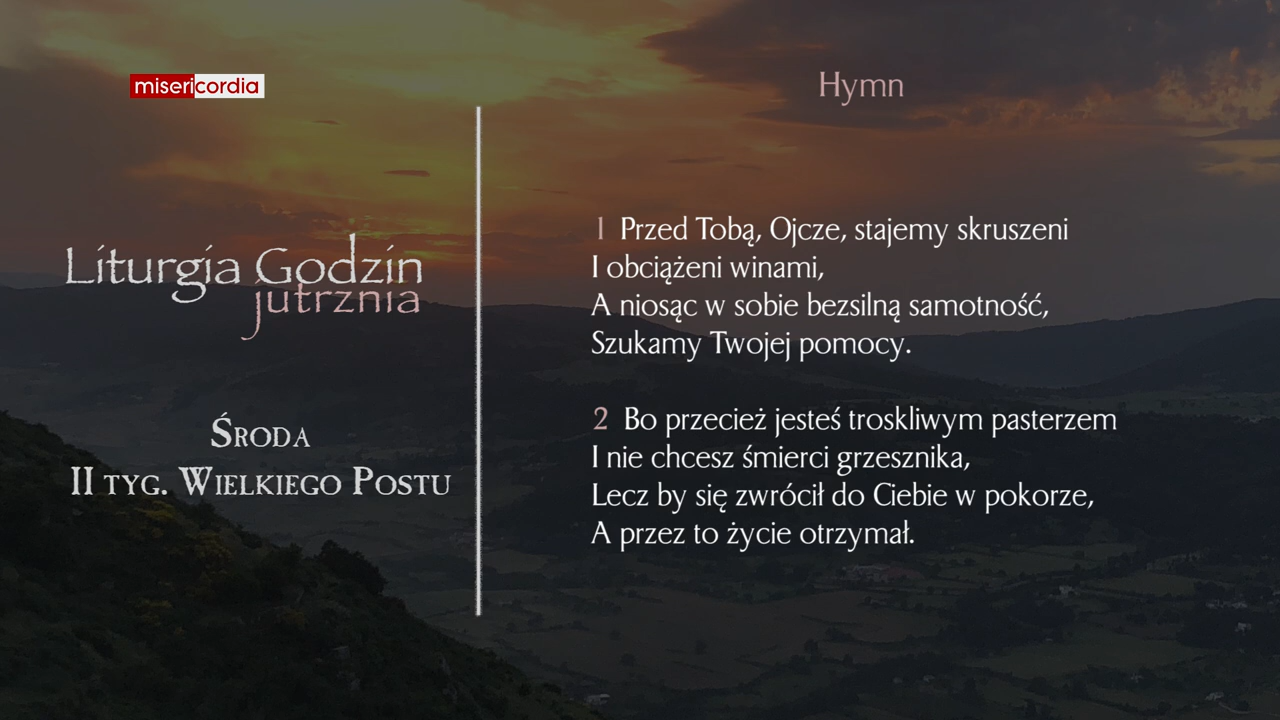 misericordia
Liturgia Godzin
jutrznia
Środa
II tyg. Wielkiego Postu
Hymn
1 Przed Tobą, Ojcze, stajemy skruszeni
I obciążeni winami,
A niosąc w sobie bezsilną samotność,
Szukamy Twojej pomocy.
2 Bo przecież jesteś troskliwym pasterzem
I nie chcesz śmierci grzesznika,
Lecz by się zwrócił do Ciebie w pokorze,
A przez to życie otrzymał.